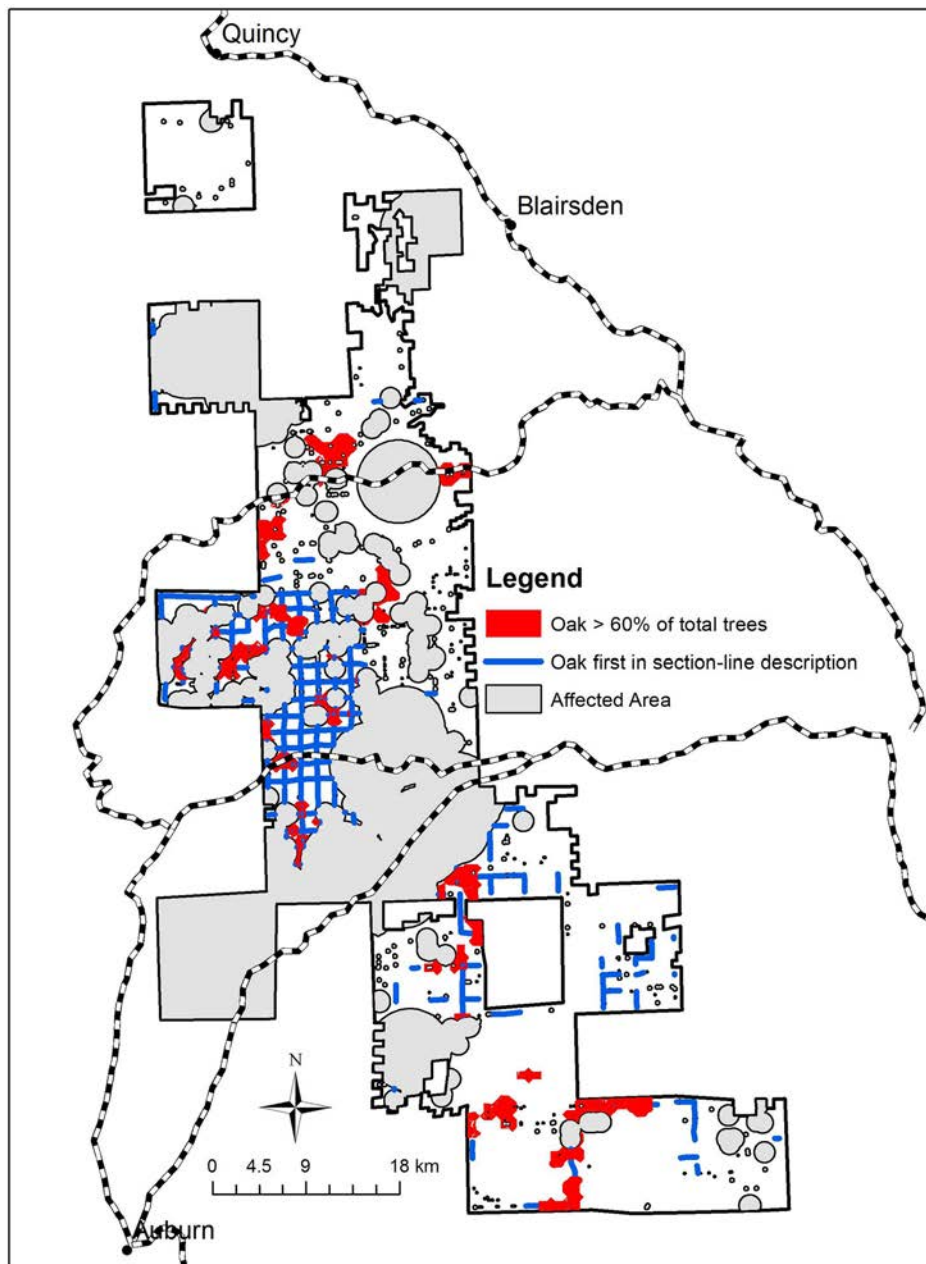 Quincy
Blairsden
Legend
Oak > 60% of total trees
Oak first in section-line description
Affected Area
N
0 4.5 9 18 km
Auburn